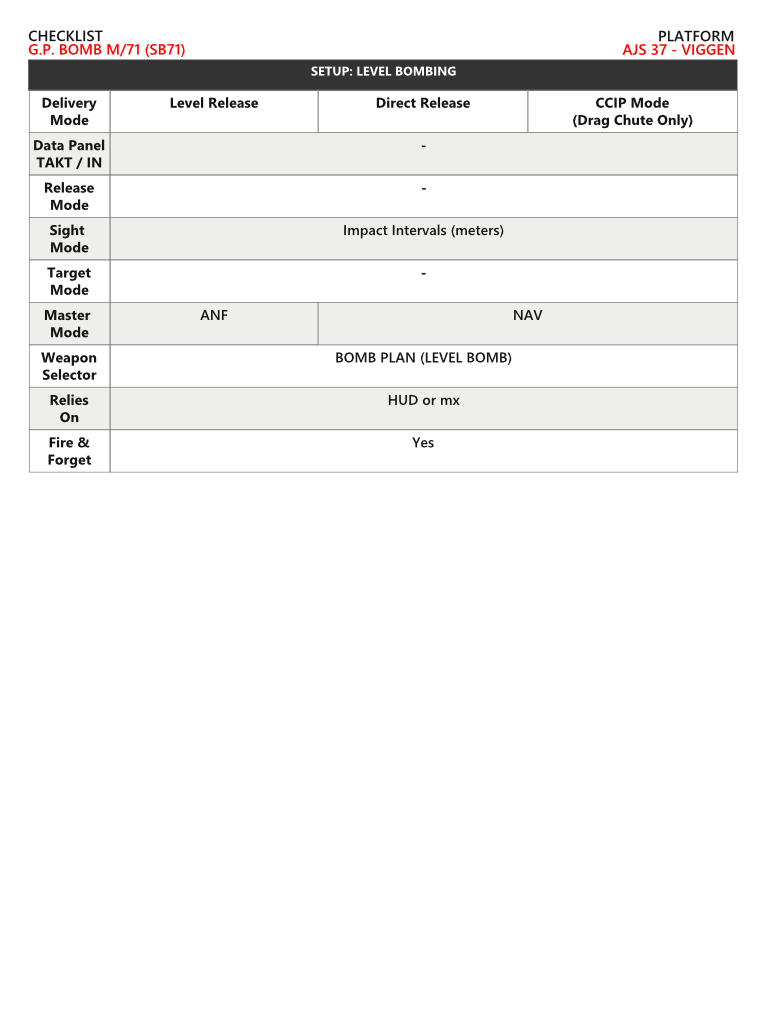 CHECKLIST PLATFORM
G.P. BOMB M/71 (SB71) AJS 37 - VIGGEN
SETUP: LEVEL BOMBING
Delivery Mode Level Release Direct Release CCIP Mode
(Drag Chute Only)
Data Panel
TAKT / IN -
Release
Mode -
Sight
Mode Impact Intervals (meters)
Target
Mode -
Master
Mode ANF NAV
Weapon
Selector BOMB PLAN (LEVEL BOMB)
Relies
On HUD or mx
Fire &
Forget Yes